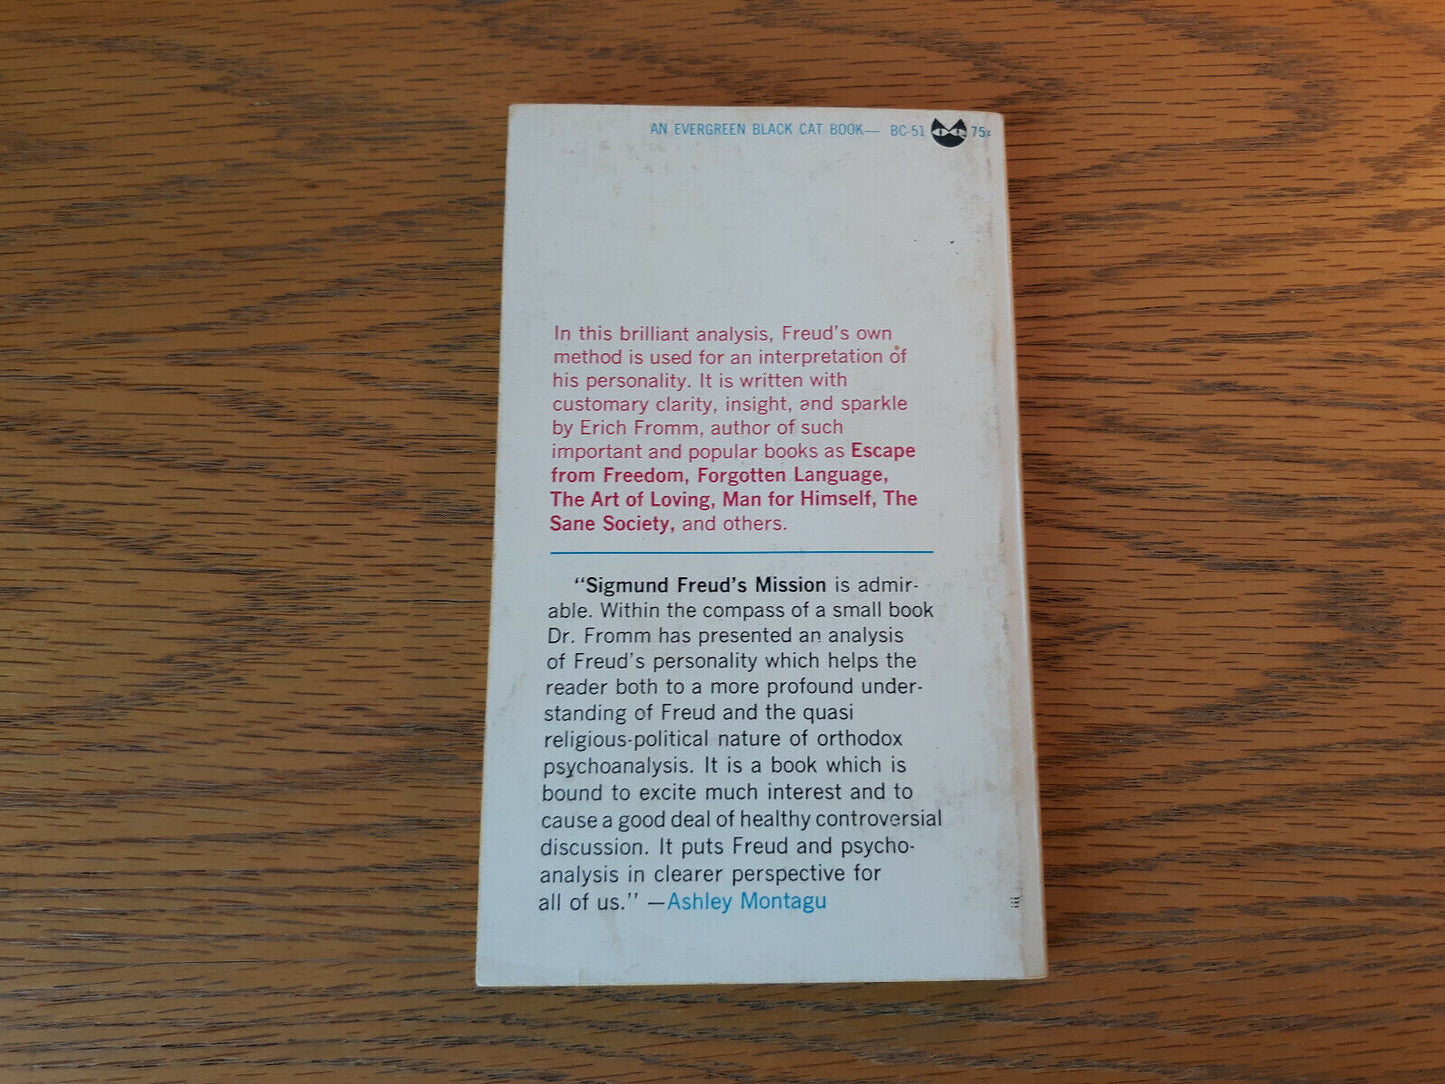 AN EVERGREEN BLACK CAT BOOK— BC-51 75¢
In this brilliant analysis, Freud's own
method is used for an interpretation of
his personality. It is written with
customary clarity, insight, and sparkle
by Erich Fromm, author of such
important and popular books as Escape
from Freedom, Forgotten Language,
The Art of Loving, Man for Himself, The
Sane Society, and others.
"Sigmund Freud's Mission is admir-
able. Within the compass of a small book
Dr. Fromm has presented an analysis
of Freud's personality which helps the
reader both to a more profound under-
standing of Freud and the quasi
religious-political nature of orthodox
psychoanalysis. It is a book which is
bound to excite much interest and to
cause a good deal of healthy controversial
discussion. It puts Freud and psycho-
analysis in clearer perspective for
all of us." —Ashley Montagu